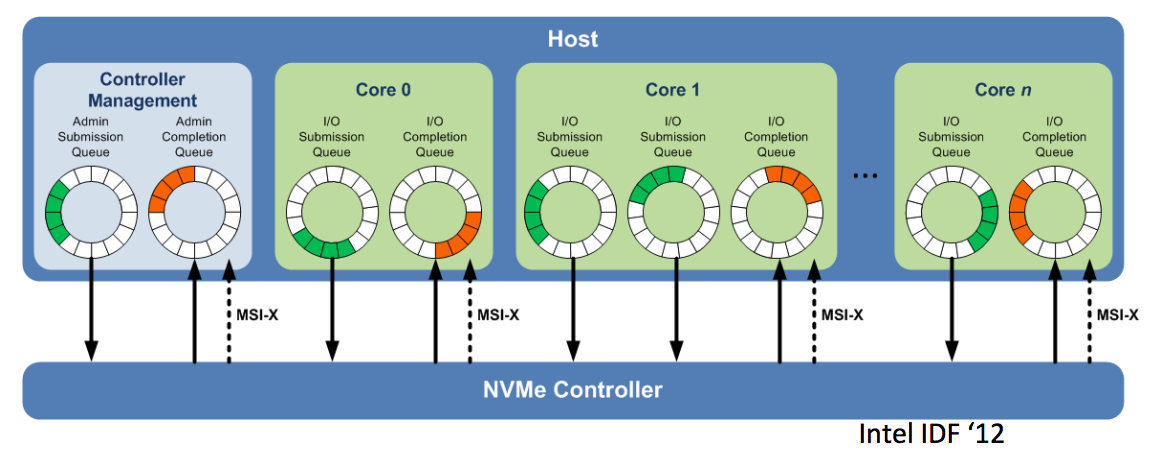 Host
Controller
Management
Admin
Submission
Queue
Admin
Completion
Queue
Core 0
I/O
Submission
Queue
I/O
Completion
Queue
Core 1
I/O
Submission
Queue
I/O
Submission
Queue
I/O
Completion
Queue
...
Core n
I/O
Submission
Queue
I/O
Completion
Queue
MSI-X
MSI-X
MSI-X
MSI-X
NVMe Controller
Intel IDF ‘12